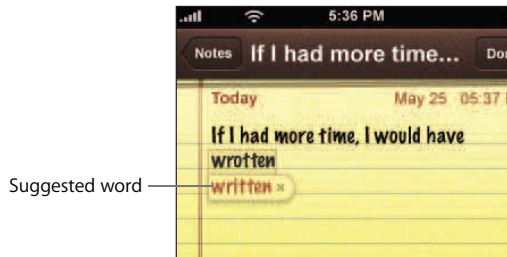 5:36 PM
Notes If I had more time... Don
Today May 25 05:37
If I had more time, I would have
wrotten
Suggested word written ×